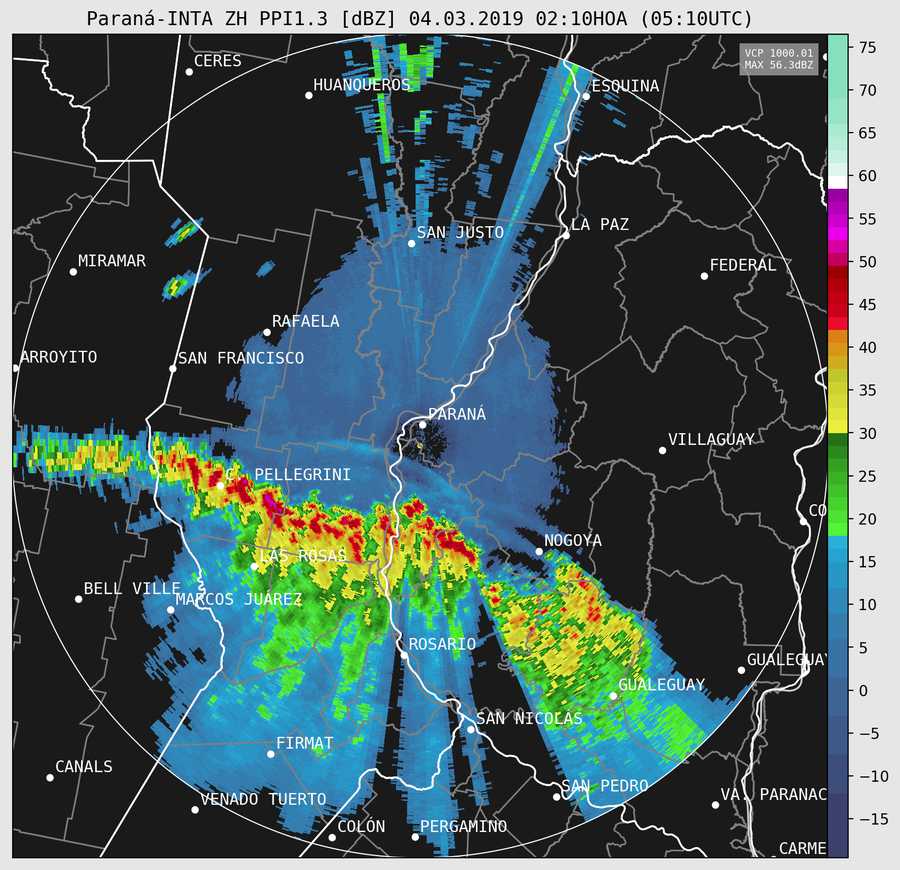 Paraná-INTA ZH PPI1.3 [dBZ] 04.03.2019 02:10HOA (05:10UTC)
VCP 1000.01
MAX 56.3dBZ
CERES
HUANQUEROS
ESQUINA
SAN JUSTO
LA PAZ
MIRAMAR
FEDERAL
RAFAELA
ARROYITO
SAN FRANCISCO
PARANÁ
VILLAGUAY
C. PELLEGRINI
CO
NOGOYA
LAS ROSAS
BELL VILLE
MARCOS JUÁREZ
ROSARIO
GUALEGUAY
GUALEGUAY
SAN NICOLAS
FIRMAT
CANALS
SAN PEDRO
VENADO TUERTO
VA. PARANAC
COLÓN
PERGAMINO
CARME
75
70
65
60
55
50
45
40
35
30
25
20
15
10
5
0
−5
−10
−15